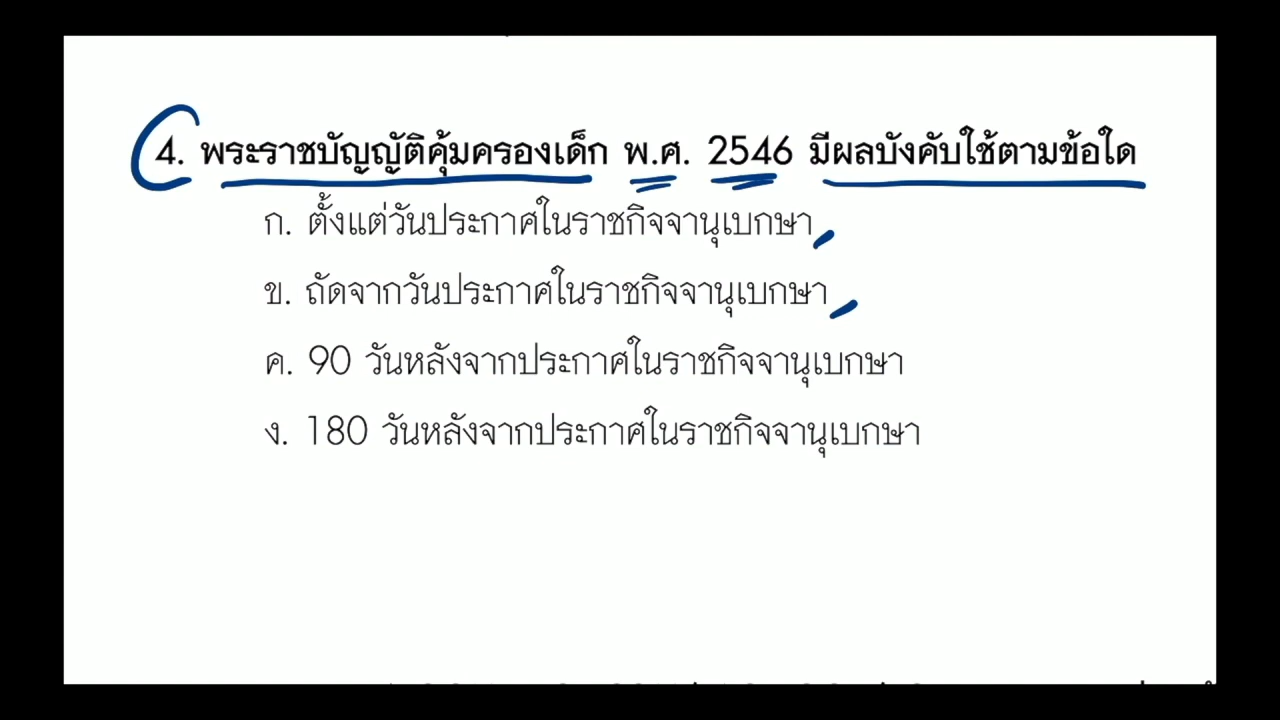 4. พระราชบัญญัติคุ้มครองเด็ก พ.ศ. 2546 มีผลบังคับใช้ตามข้อใด
ก. ตั้งแต่วันประกาศในราชกิจจานุเบกษา
ข. ถัดจากวันประกาศในราชกิจจานุเบกษา
ค. 90 วันหลังจากประกาศในราชกิจจานุเบกษา
ง. 180 วันหลังจากประกาศในราชกิจจานุเบกษา